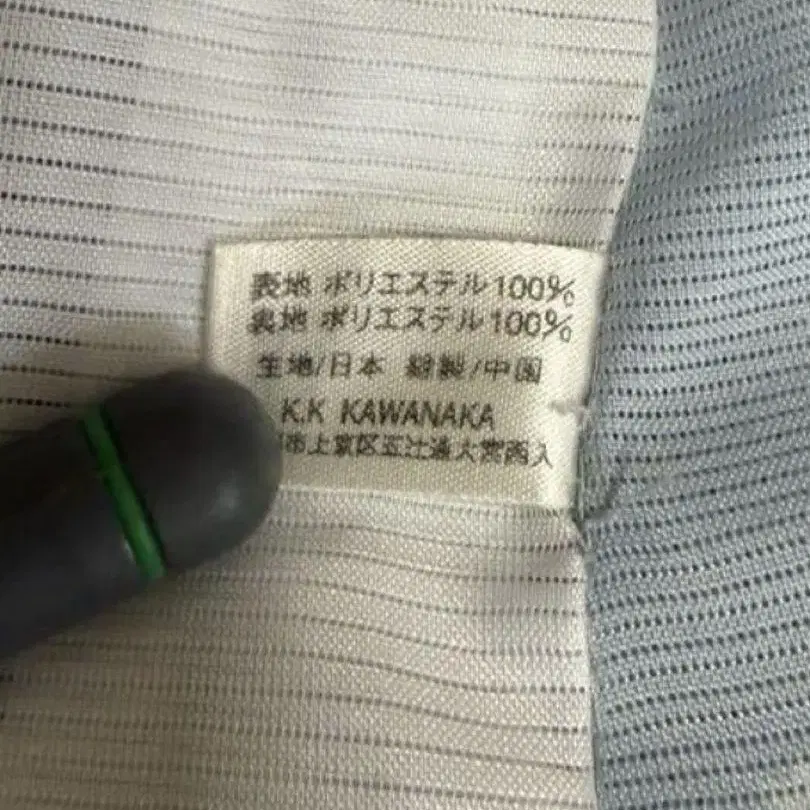 表地 ポリエステル100%
裏地 ポリエステル100%
生地/日本 縫製/中国
K.K KAWANAKA
市上京区五辻通大宮西入